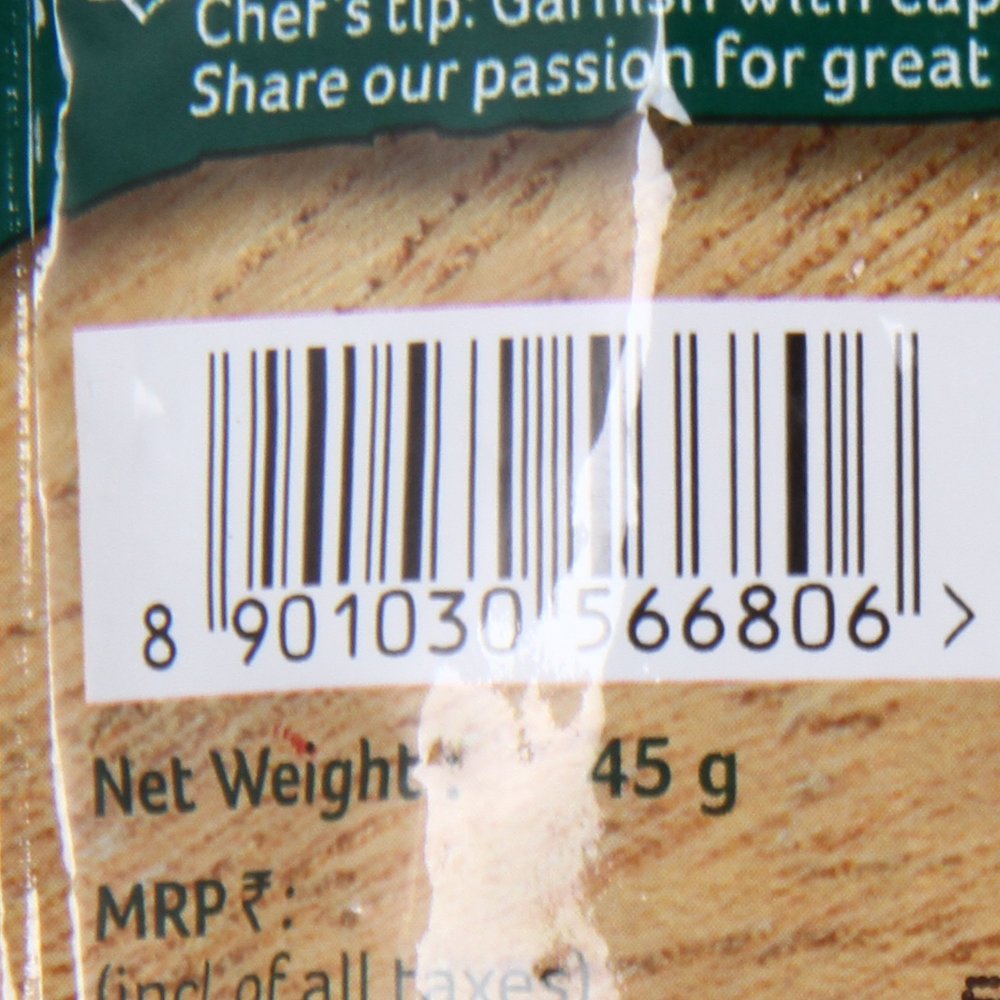 Chef's tip: Garnish with cap
Share our passion for great
8 901030 566806 >
Net Weight : 45 g
MRP ₹ :
(incl. of all taxes)